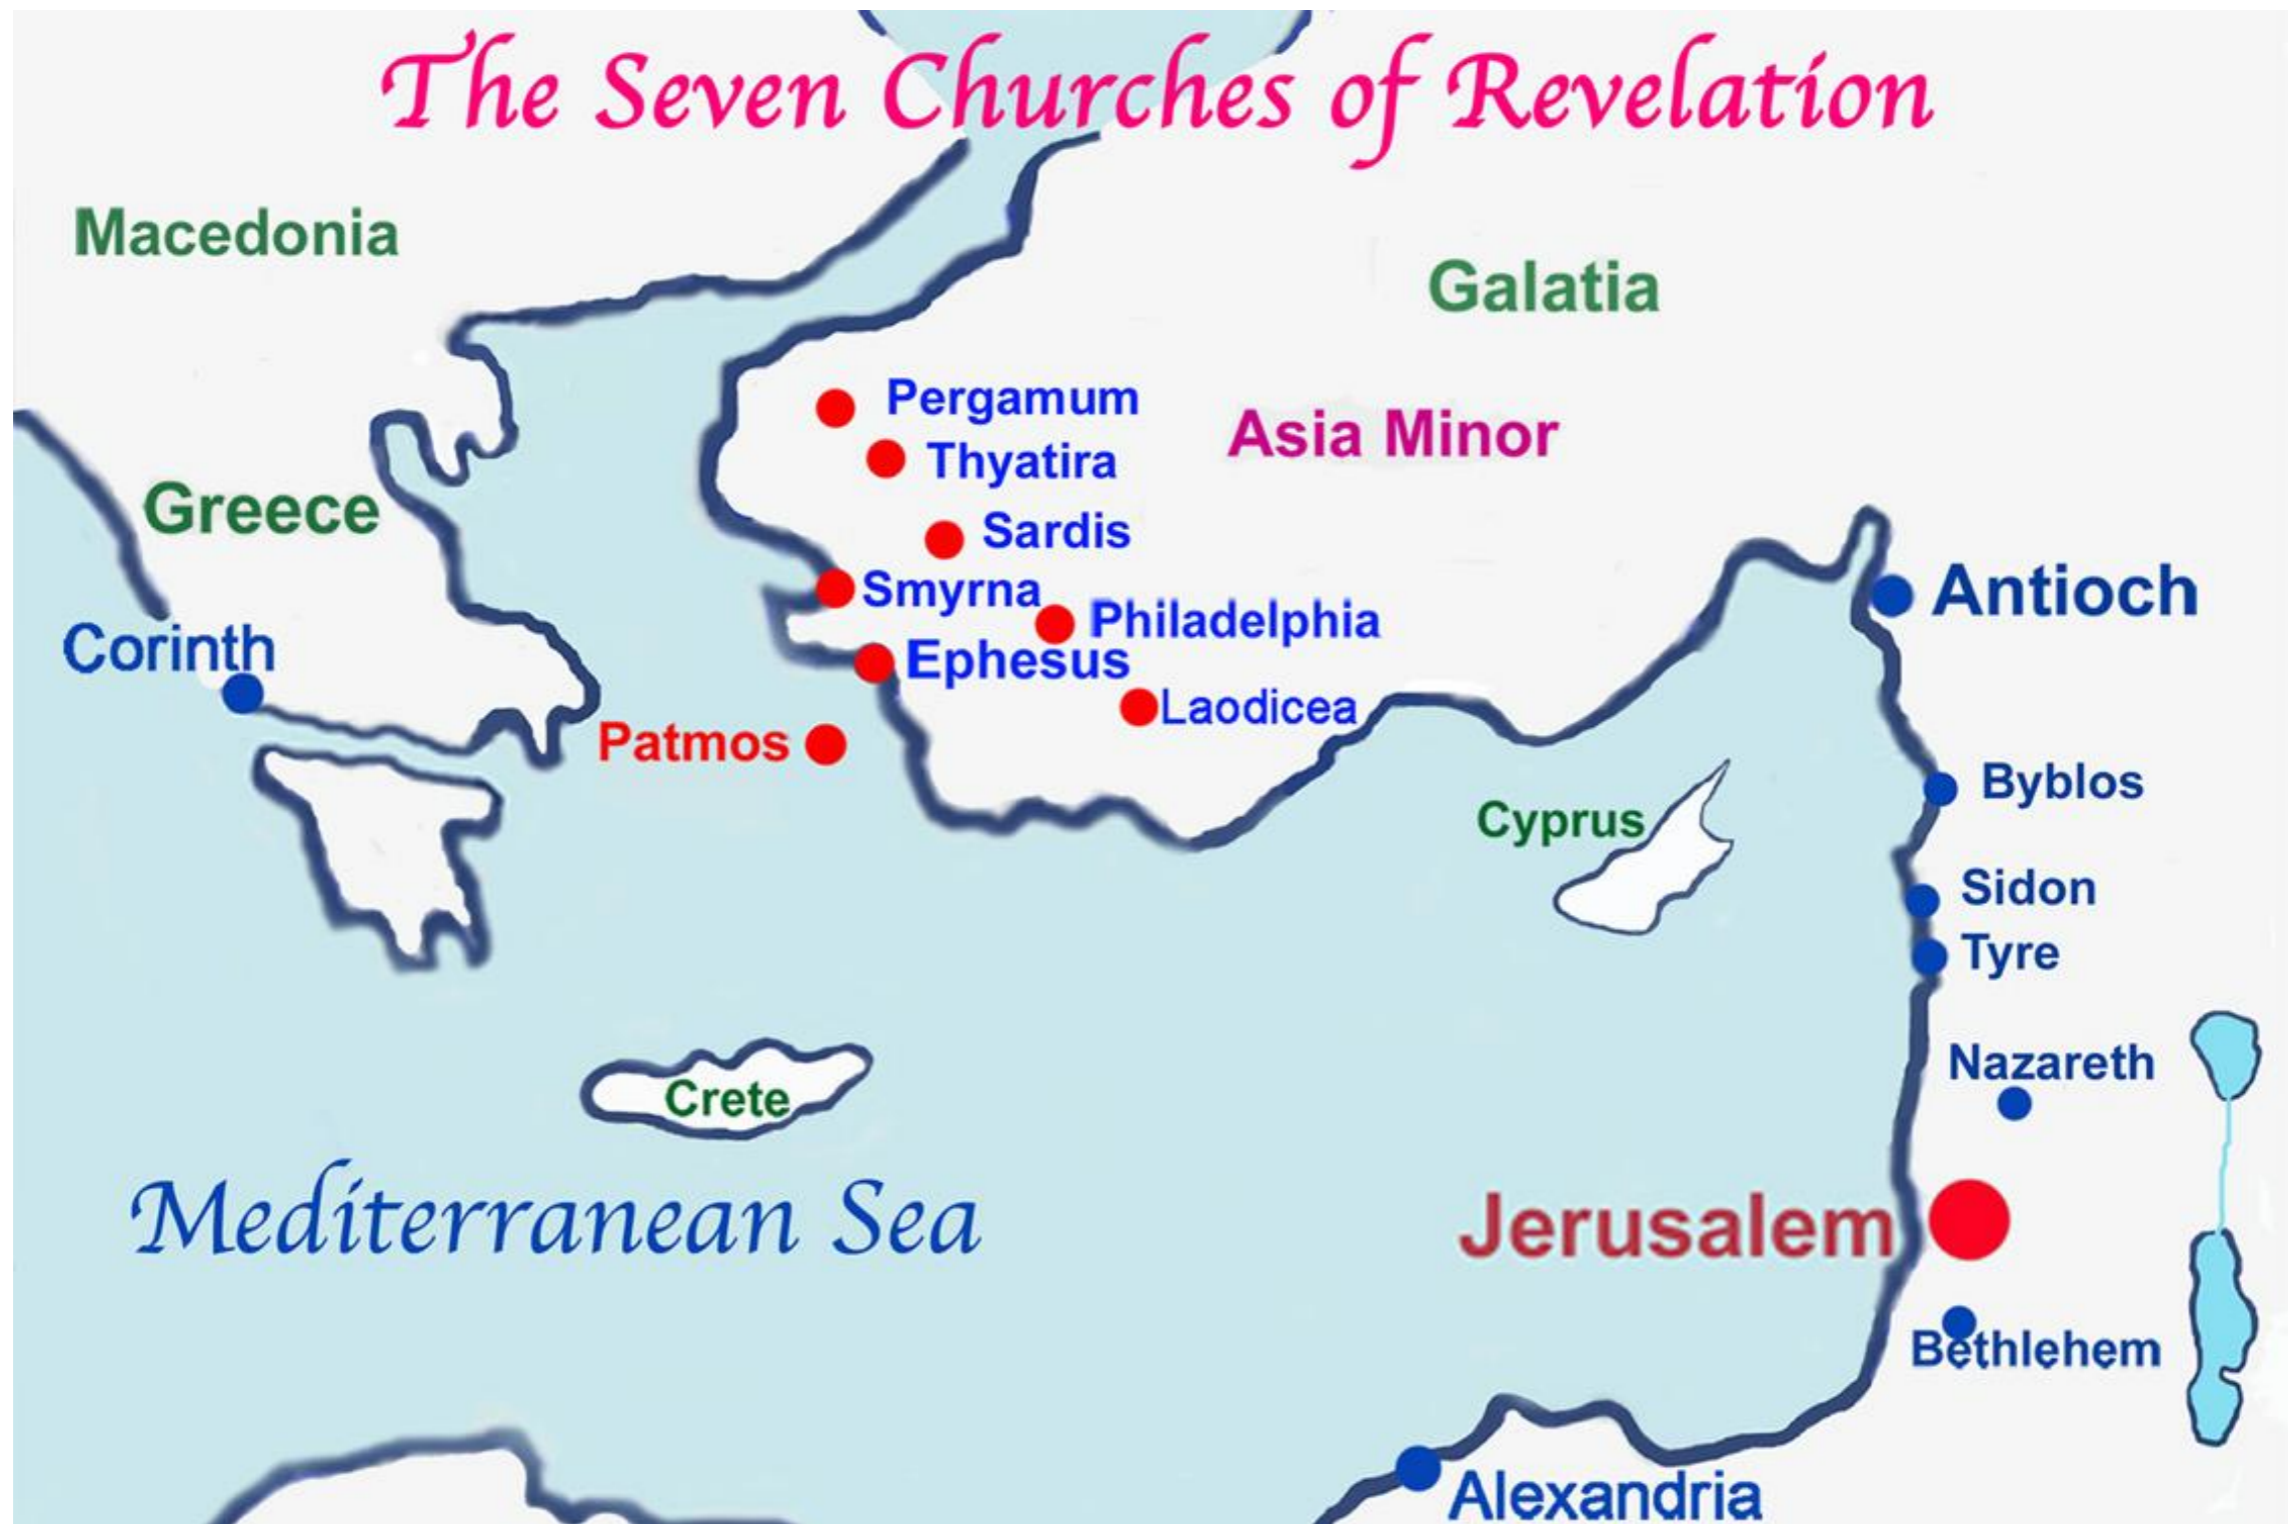 The Seven Churches of Revelation
Macedonia
Galatia
Pergamum
Asia Minor
Thyatira
Greece
Sardis
Smyrna
Antioch
Philadelphia
Corinth
Ephesus
Laodicea
Patmos
Byblos
Cyprus
Sidon
Tyre
Nazareth
Crete
Mediterranean Sea
Jerusalem
Bethlehem
Alexandria